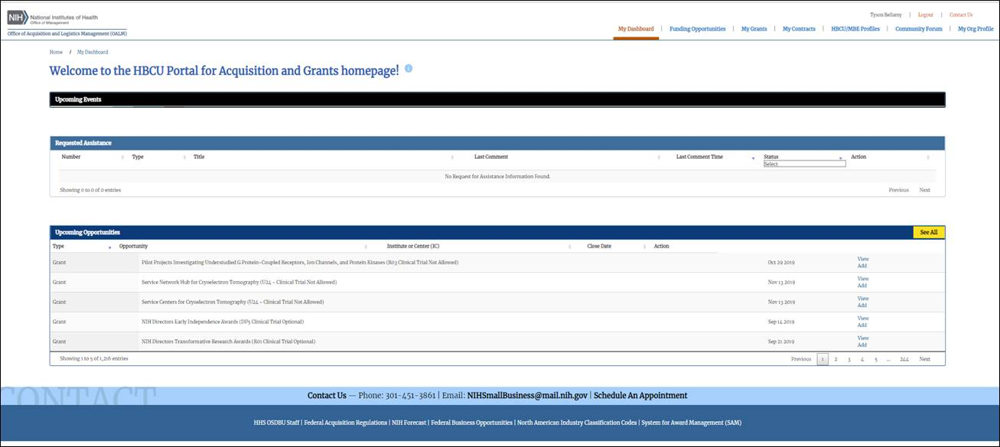 NIH National Institutes of Health
Office of Management
Office of Acquisition and Logistics Management (OALM)
Tyson Bellamy | Logout | Contact Us
My Dashboard | Funding Opportunities | My Grants | My Contracts | HBCU/MBE Profiles | Community Forum | My Org Profile
Home / My Dashboard
Welcome to the HBCU Portal for Acquisition and Grants homepage! i
Upcoming Events
Requested Assistance
Number Type Title Last Comment Last Comment Time Status Action
Select
No Request for Assistance Information Found.
Showing 0 to 0 of 0 entries Previous Next
Upcoming Opportunities See All
Type Opportunity Institute or Center (IC) Close Date Action
Grant Pilot Projects Investigating Understudied G Protein-Coupled Receptors, Ion Channels, and Protein Kinases (R03 Clinical Trial Not Allowed) Oct 29 2019 View
Add
Grant Service Network Hub for Cryoelectron Tomography (U24 - Clinical Trial Not Allowed) Nov 13 2019 View
Add
Grant Service Centers for Cryoelectron Tomography (U24 - Clinical Trial Not Allowed) Nov 13 2019 View
Add
Grant NIH Directors Early Independence Awards (DP5 Clinical Trial Optional) Sep 14 2019 View
Add
Grant NIH Directors Transformative Research Awards (R01 Clinical Trial Optional) Sep 21 2019 View
Add
Showing 1 to 5 of 1,216 entries Previous 1 2 3 4 5 ... 244 Next
CONTACT
Contact Us — Phone: 301-451-3861 | Email: NIHSmallBusiness@mail.nih.gov | Schedule An Appointment
HHS OSDBU Staff | Federal Acquisition Regulations | NIH Forecast | Federal Business Opportunities | North American Industry Classification Codes | System for Award Management (SAM)